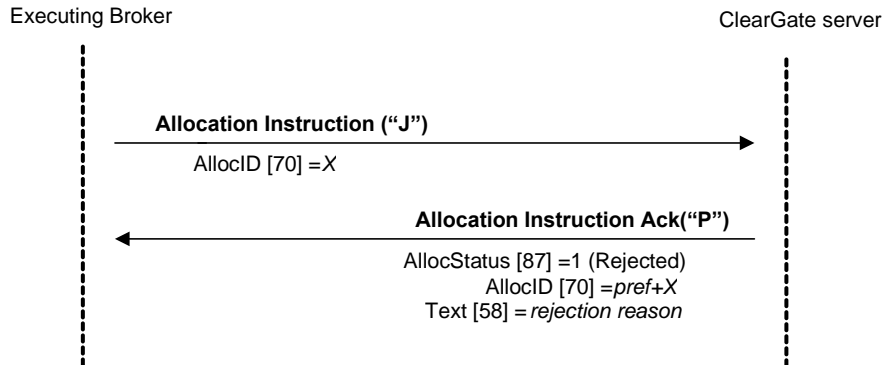 Executing Broker
ClearGate server
Allocation Instruction (“J”)
AllocID [70] =X
Allocation Instruction Ack(“P”)
AllocStatus [87] =1 (Rejected)
AllocID [70] =pref+X
Text [58] = rejection reason